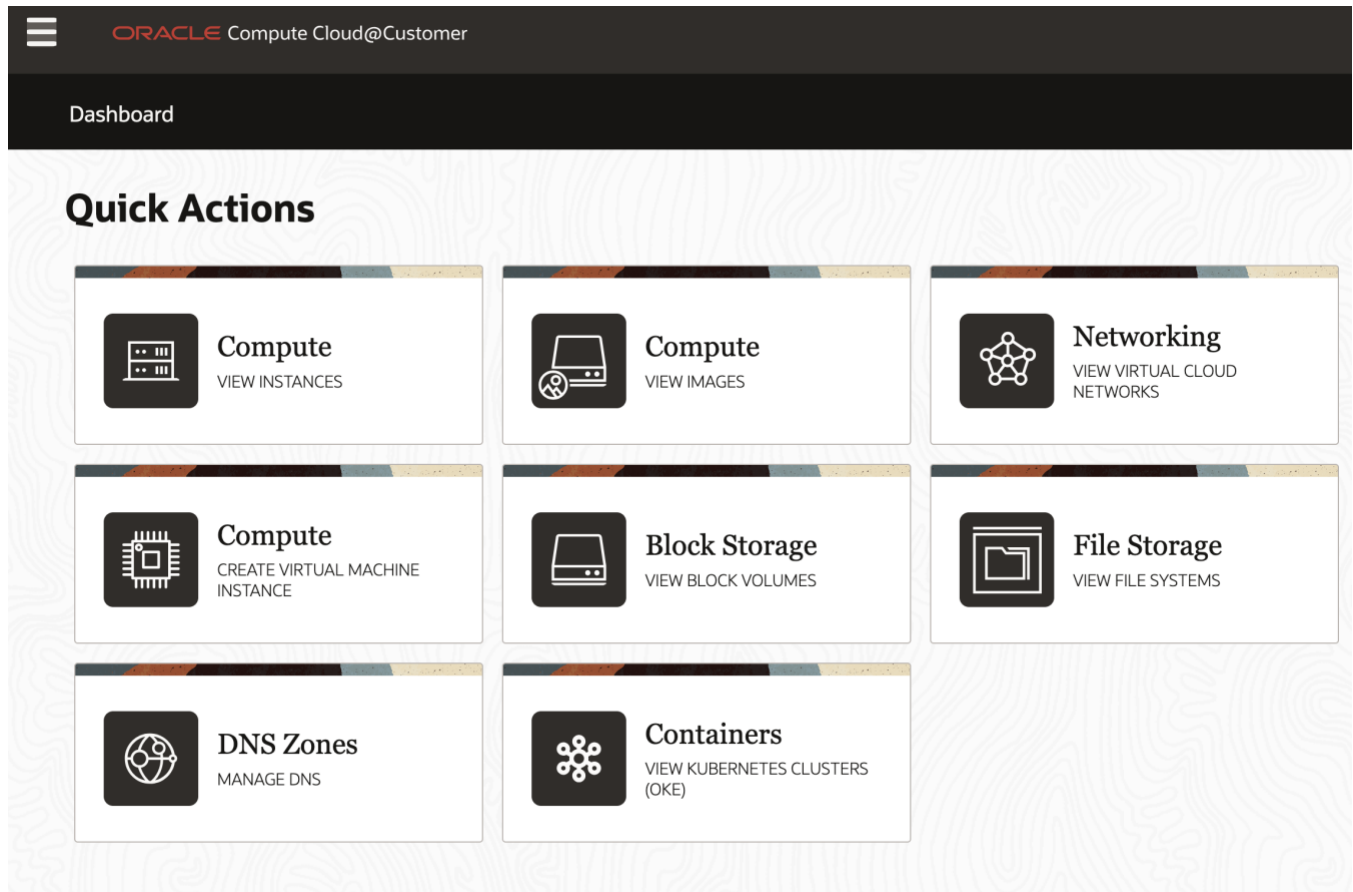 ORACLE Compute Cloud@Customer
Dashboard
Quick Actions
Compute
VIEW INSTANCES
Compute
VIEW IMAGES
Networking
VIEW VIRTUAL CLOUD
NETWORKS
Compute
CREATE VIRTUAL MACHINE
INSTANCE
Block Storage
VIEW BLOCK VOLUMES
File Storage
VIEW FILE SYSTEMS
DNS Zones
MANAGE DNS
Containers
VIEW KUBERNETES CLUSTERS
(OKE)